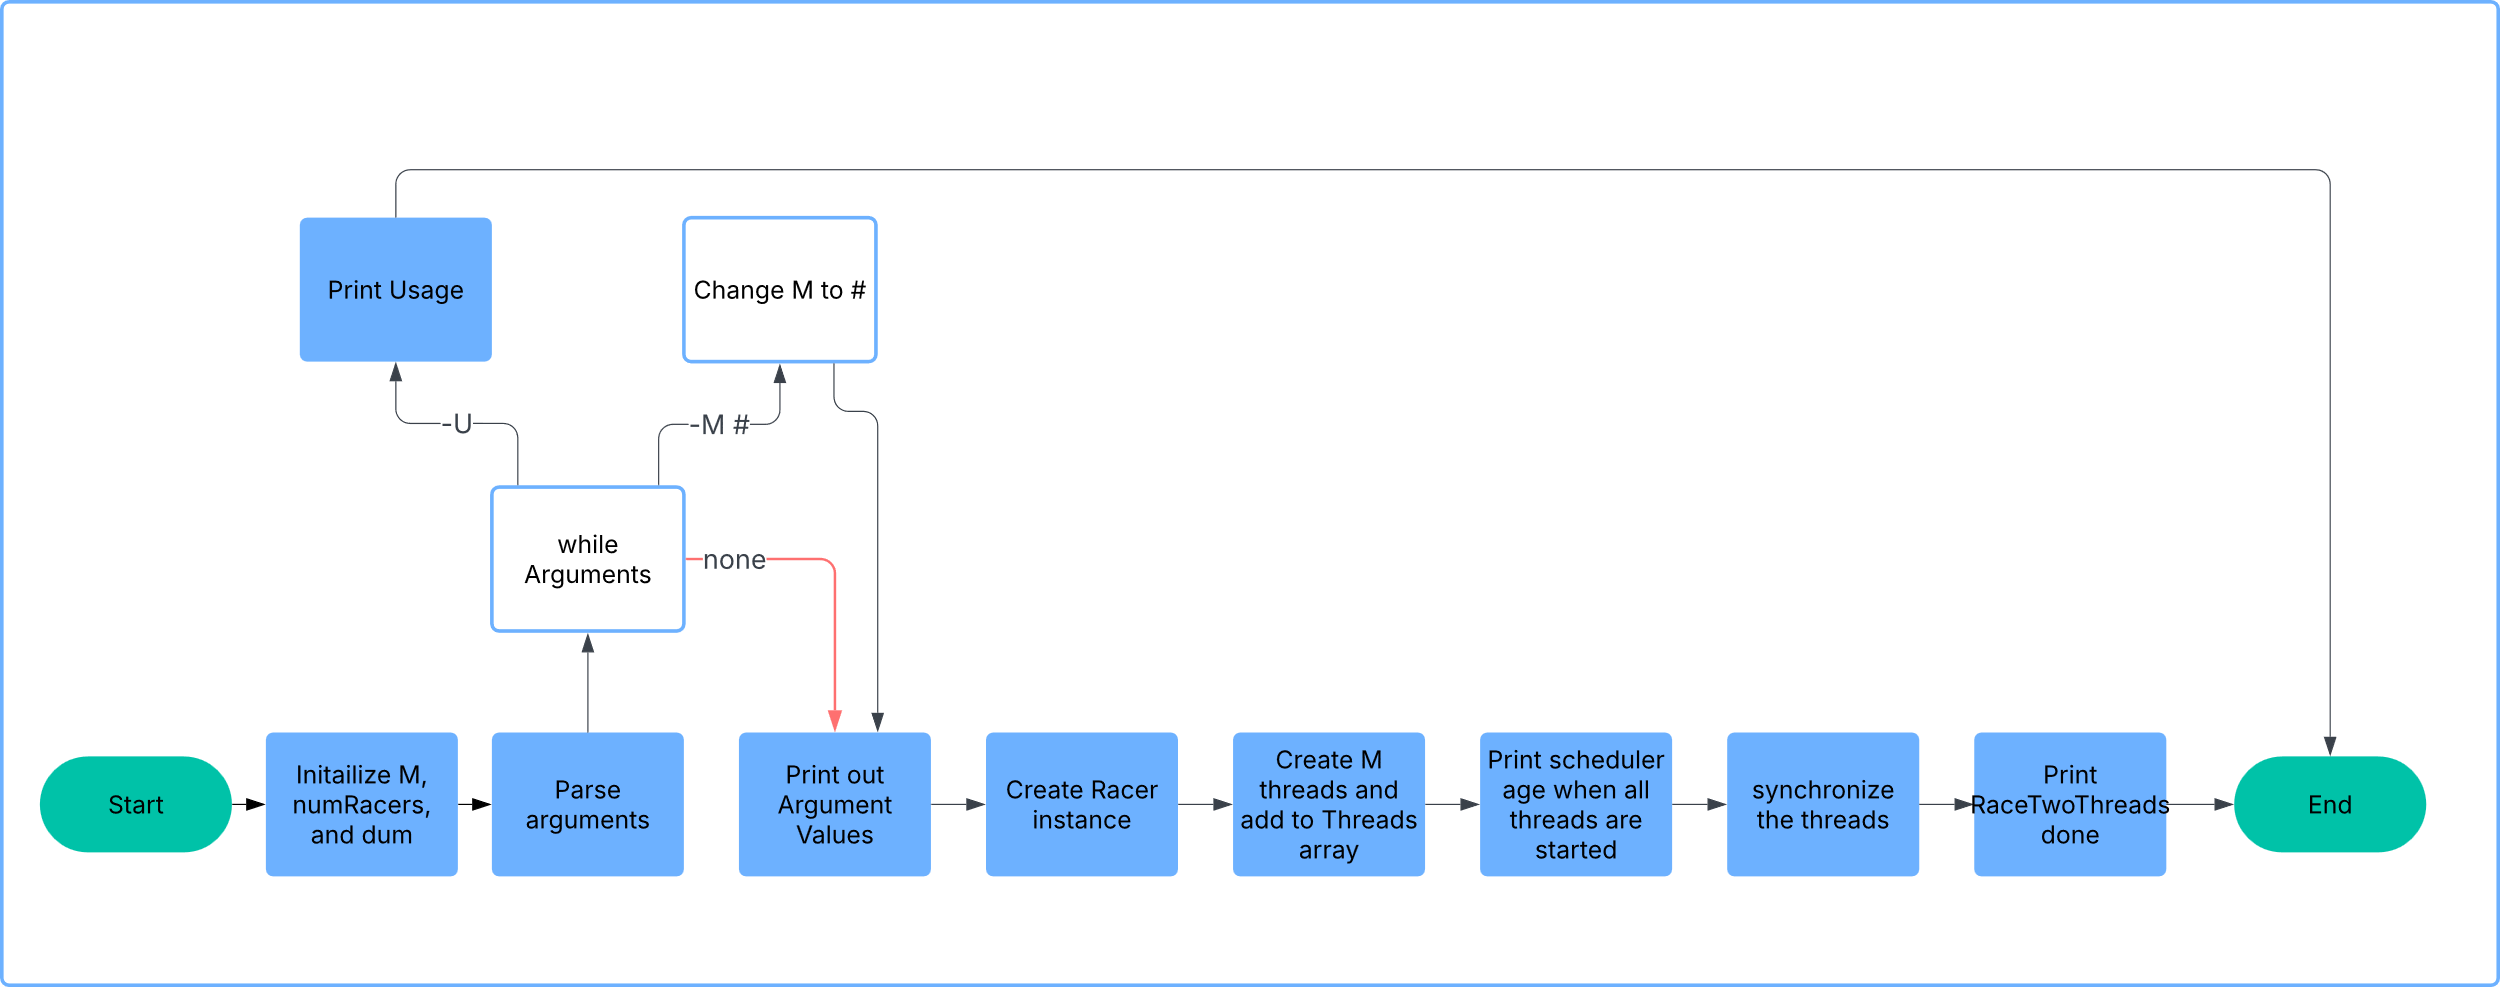 Print Usage
Change M to #
-U
-M #
while
Arguments
none
Start
Initalize M,
numRacers,
and dum
Parse
arguments
Print out
Argument
Values
Create Racer
instance
Create M
threads and
add to Threads
array
Print scheduler
age when all
threads are
started
synchronize
the threads
Print
RaceTwoThreads
done
End